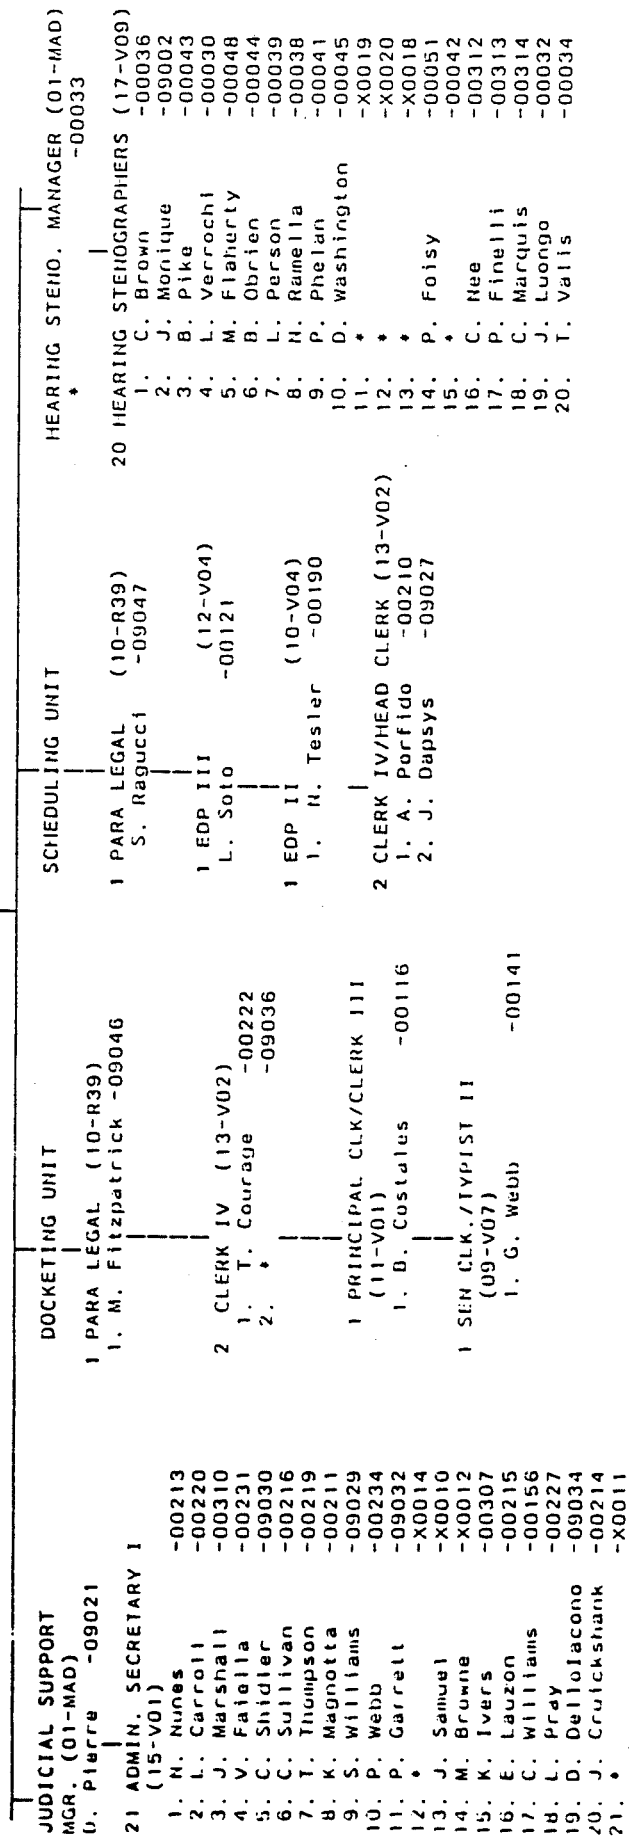 JUDICIAL SUPPORT
MGR. (01-MAD)
D. Pierre -09021
21 ADMIN. SECRETARY I
(15-V01)
1. N. Nunes -00213
2. L. Carroll -00220
3. J. Marshall -00310
4. V. Faiella -00231
5. C. Shidler -09030
6. C. Sullivan -00216
7. T. Thompson -00219
8. K. Magnotta -00211
9. S. Williams -09029
10. P. Webb -00234
11. P. Garrett -09032
12. * -X0014
13. J. Samuel -X0010
14. M. Browne -X0012
15. K. Ivers -00307
16. E. Lauzon -00215
17. C. Williams -00156
18. L. Pray -00227
19. D. Dellolacono -09034
20. J. Cruickshank -00214
21. * -X0011
DOCKETING UNIT
1 PARA LEGAL (10-R39)
1. M. Fitzpatrick -09046
2 CLERK IV (13-V02)
1. T. Courage -00222
2. * -09036
1 PRINCIPAL CLK/CLERK III
(11-V01)
1. B. Custales -00116
1 SEN CLK./TYPIST II
(09-V07)
1. G. Webb -00141
SCHEDULING UNIT
1 PARA LEGAL (10-R39)
S. Ragucci -09047
1 EDP III (12-V04)
L. Soto -00121
1 EDP II (10-V04)
1. N. Tesler -00190
2 CLERK IV/HEAD CLERK (13-V02)
1. A. Porfido -00210
2. J. Dapsys -09027
HEARING STENO. MANAGER (01-MAD)
* -00033
20 HEARING STENOGRAPHERS (17-V09)
1. C. Brown -00036
2. J. Monique -09002
3. B. Pike -00043
4. L. Verrochi -00030
5. M. Flaherty -00048
6. B. Obrien -00044
7. L. Person -00039
8. N. Ramella -00038
9. P. Phelan -00041
10. D. Washington -00045
11. * -X0019
12. * -X0020
13. * -X0018
14. P. Foisy -00051
15. * -00042
16. C. Nee -00312
17. P. Finelli -00313
18. C. Marquis -00314
19. J. Luongo -00032
20. T. Valis -00034